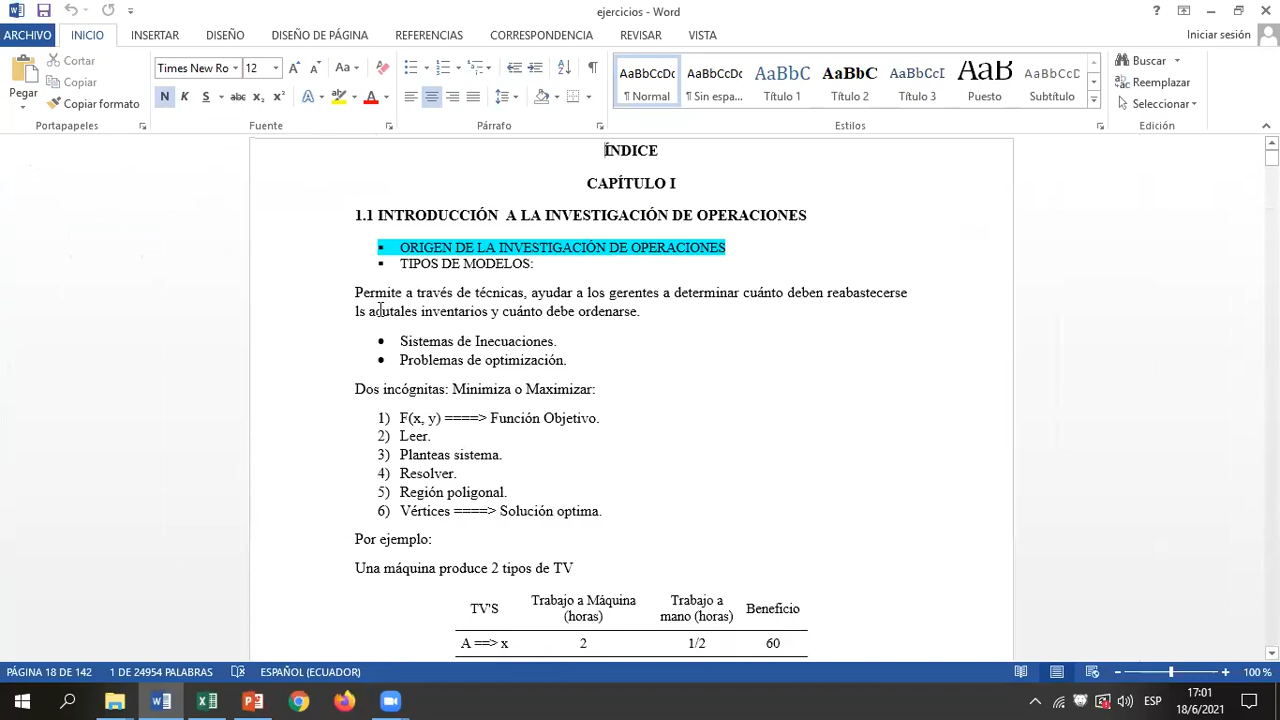 ejercicios - Word
ARCHIVO INICIO INSERTAR DISEÑO DISEÑO DE PÁGINA REFERENCIAS CORRESPONDENCIA REVISAR VISTA Iniciar sesión
Cortar
Copiar
Copiar formato
Pegar
Times New Ro 12
AaBbCcDc AaBbCcDc AaBbC AaBbCc AaBbCcI AaB AaBbCcDd
¶ Normal ¶ Sin espa... Título 1 Título 2 Título 3 Puesto Subtítulo
Buscar
Reemplazar
Seleccionar
Portapapeles Fuente Párrafo Estilos Edición
ÍNDICE
CAPÍTULO I
1.1 INTRODUCCIÓN A LA INVESTIGACIÓN DE OPERACIONES
▪ ORIGEN DE LA INVESTIGACIÓN DE OPERACIONES
▪ TIPOS DE MODELOS:
Permite a través de técnicas, ayudar a los gerentes a determinar cuánto deben reabastecerse
ls acutales inventarios y cuánto debe ordenarse.
• Sistemas de Inecuaciones.
• Problemas de optimización.
Dos incógnitas: Minimiza o Maximizar:
1) F(x, y) ====> Función Objetivo.
2) Leer.
3) Planteas sistema.
4) Resolver.
5) Región poligonal.
6) Vértices ====> Solución optima.
Por ejemplo:
Una máquina produce 2 tipos de TV
TV'S Trabajo a Máquina (horas) Trabajo a mano (horas) Beneficio
A ==> x 2 1/2 60
PÁGINA 18 DE 142 1 DE 24954 PALABRAS ESPAÑOL (ECUADOR) 100 %
ESP
17:01
18/6/2021